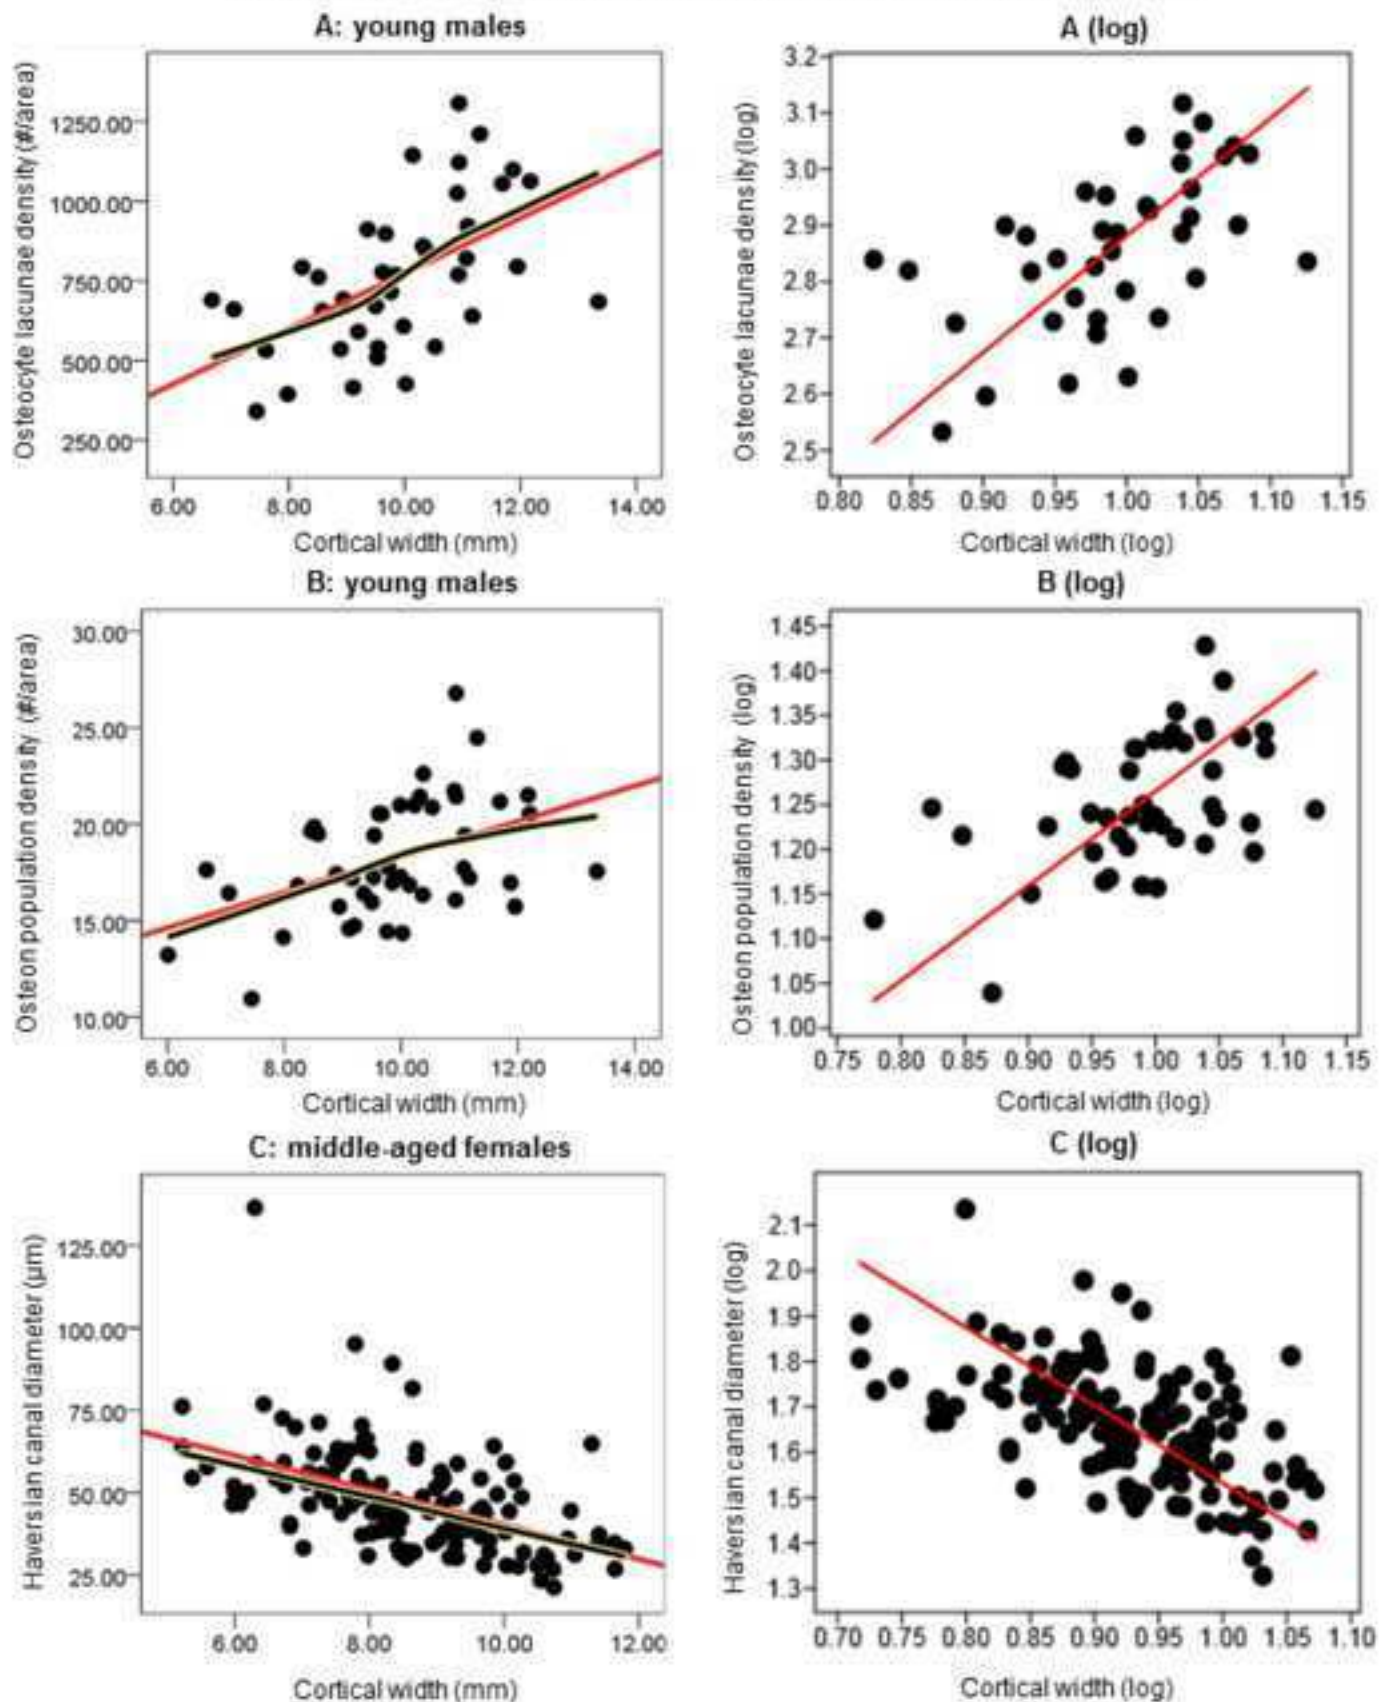 A: young males
Osteocyte lacunae density (#/area)
1250.00
1000.00
750.00
500.00
250.00
6.00 8.00 10.00 12.00 14.00
Cortical width (mm)
A (log)
Osteocyte lacunae density (log)
3.2
3.1
3.0
2.9
2.8
2.7
2.6
2.5
0.80 0.85 0.90 0.95 1.00 1.05 1.10 1.15
Cortical width (log)
B: young males
Osteon population density (#/area)
30.00
25.00
20.00
15.00
10.00
6.00 8.00 10.00 12.00 14.00
Cortical width (mm)
B (log)
Osteon population density (log)
1.45
1.40
1.35
1.30
1.25
1.20
1.15
1.10
1.05
1.00
0.75 0.80 0.85 0.90 0.95 1.00 1.05 1.10 1.15
Cortical width (log)
C: middle-aged females
Haversian canal diameter (µm)
125.00
100.00
75.00
50.00
25.00
6.00 8.00 10.00 12.00
Cortical width (mm)
C (log)
Haversian canal diameter (log)
2.1
2.0
1.9
1.8
1.7
1.6
1.5
1.4
1.3
0.70 0.75 0.80 0.85 0.90 0.95 1.00 1.05 1.10
Cortical width (log)